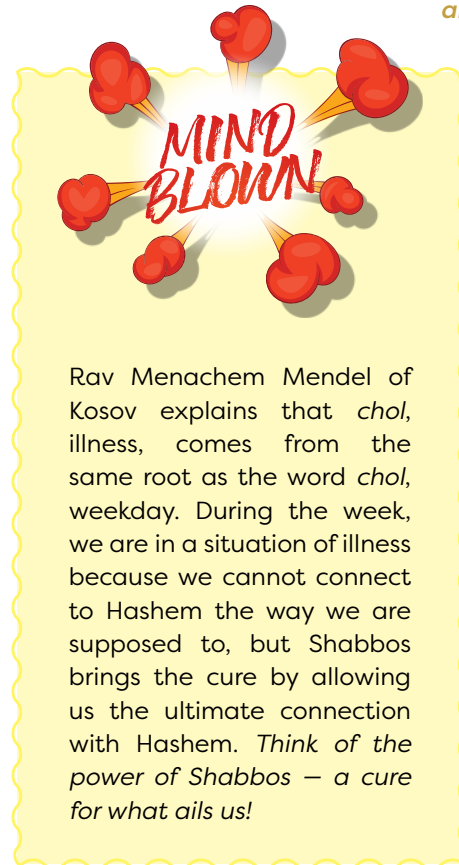 a
MIND
BLOWN
Rav Menachem Mendel of
Kosov explains that chol,
illness, comes from the
same root as the word chol,
weekday. During the week,
we are in a situation of illness
because we cannot connect
to Hashem the way we are
supposed to, but Shabbos
brings the cure by allowing
us the ultimate connection
with Hashem. Think of the
power of Shabbos — a cure
for what ails us!